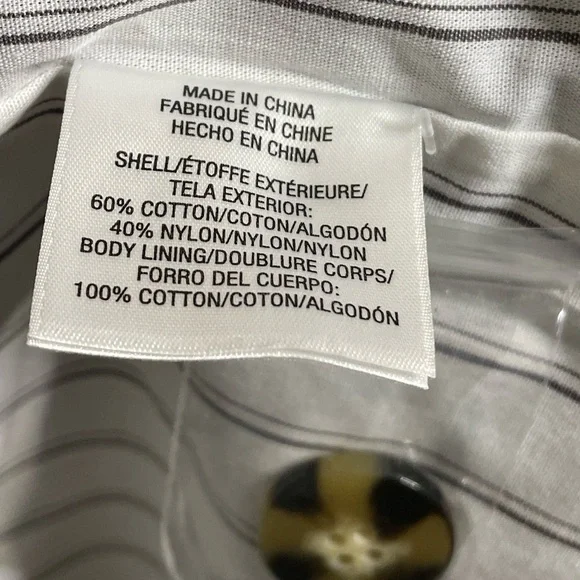 MADE IN CHINA
FABRIQUÉ EN CHINE
HECHO EN CHINA
SHELL/ÉTOFFE EXTÉRIEURE/
TELA EXTERIOR:
60% COTTON/COTON/ALGODÓN
40% NYLON/NYLON/NYLON
BODY LINING/DOUBLURE CORPS/
FORRO DEL CUERPO:
100% COTTON/COTON/ALGODÓN